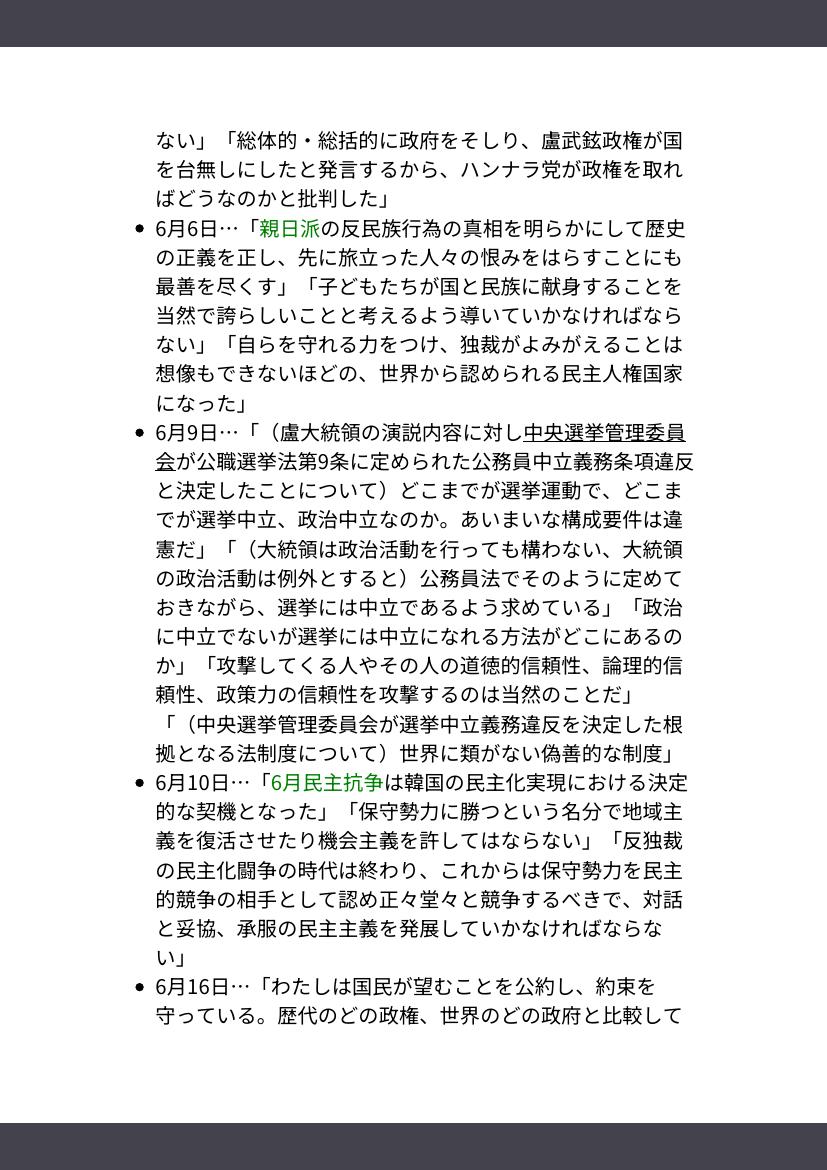 ない」「総体的・総括的に政府をそしり、盧武鉉政権が国
を台無しにしたと発言するから、ハンナラ党が政権を取れ
ばどうなのかと批判した」
• 6月6日…「親日派の反民族行為の真相を明らかにして歴史
の正義を正し、先に旅立った人々の恨みをはらすことにも
最善を尽くす」「子どもたちが国と民族に献身することを
当然で誇らしいことと考えるよう導いていかなければなら
ない」「自らを守れる力をつけ、独裁がよみがえることは
想像もできないほどの、世界から認められる民主人権国家
になった」
• 6月9日…「（盧大統領の演説内容に対し中央選挙管理委員
会が公職選挙法第9条に定められた公務員中立義務条項違反
と決定したことについて）どこまでが選挙運動で、どこま
でが選挙中立、政治中立なのか。あいまいな構成要件は違
憲だ」「（大統領は政治活動を行っても構わない、大統領
の政治活動は例外とすると）公務員法でそのように定めて
おきながら、選挙には中立であるよう求めている」「政治
に中立でないが選挙には中立になれる方法がどこにあるの
か」「攻撃してくる人やその人の道徳的信頼性、論理的信
頼性、政策力の信頼性を攻撃するのは当然のことだ」
「（中央選挙管理委員会が選挙中立義務違反を決定した根
拠となる法制度について）世界に類がない偽善的な制度」
• 6月10日…「6月民主抗争は韓国の民主化実現における決定
的な契機となった」「保守勢力に勝つという名分で地域主
義を復活させたり機会主義を許してはならない」「反独裁
の民主化闘争の時代は終わり、これからは保守勢力を民主
的競争の相手として認め正々堂々と競争するべきで、対話
と妥協、承服の民主主義を発展していかなければならな
い」
• 6月16日…「わたしは国民が望むことを公約し、約束を
守っている。歴代のどの政権、世界のどの政府と比較して